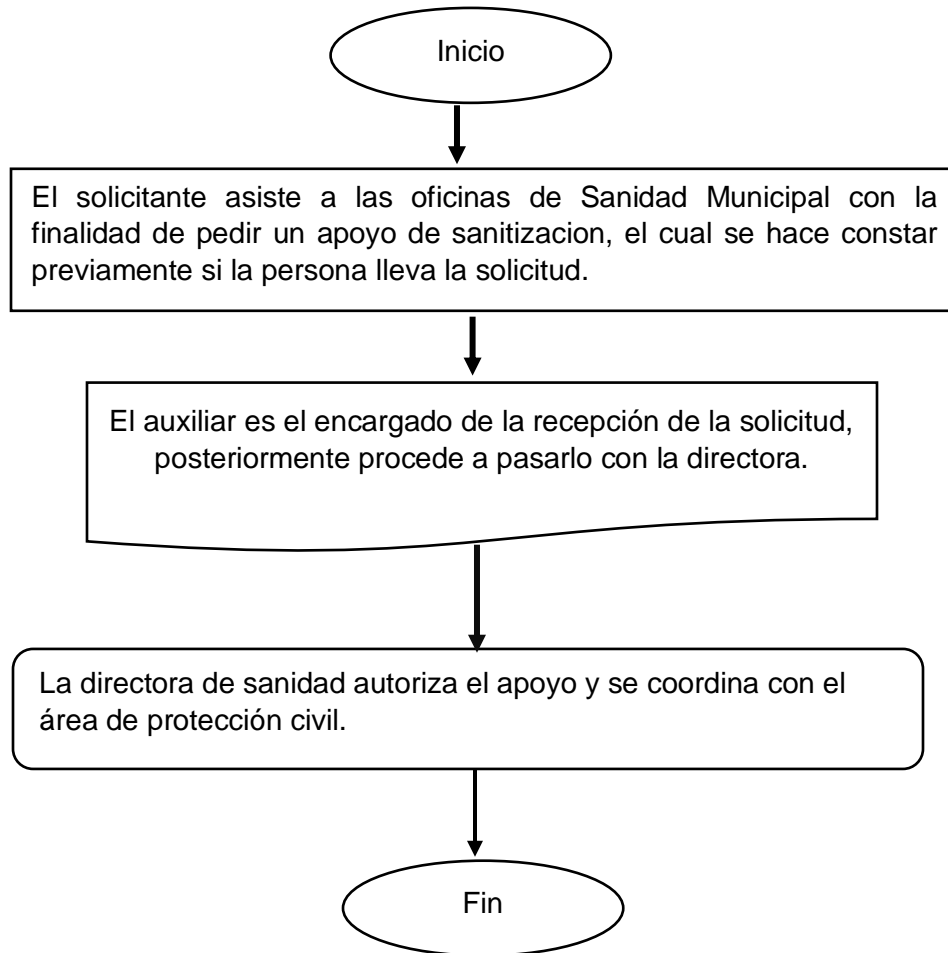 Inicio
El solicitante asiste a las oficinas de Sanidad Municipal con la
finalidad de pedir un apoyo de sanitizacion, el cual se hace constar
previamente si la persona lleva la solicitud.
El auxiliar es el encargado de la recepción de la solicitud,
posteriormente procede a pasarlo con la directora.
La directora de sanidad autoriza el apoyo y se coordina con el
área de protección civil.
Fin